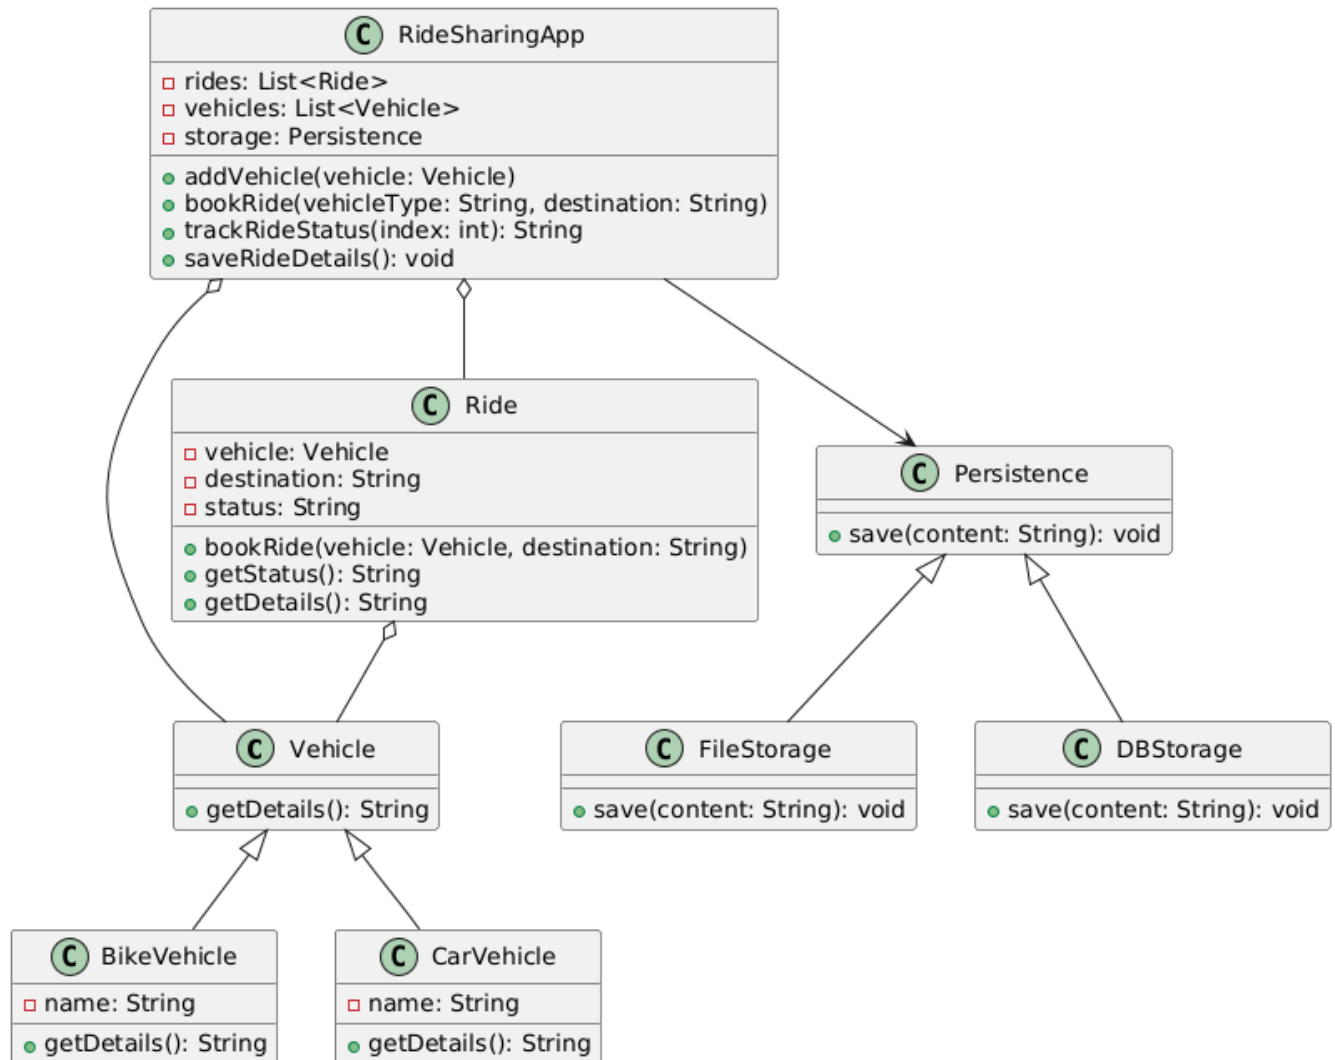 C RideSharingApp
rides: List<Ride>
vehicles: List<Vehicle>
storage: Persistence
addVehicle(vehicle: Vehicle)
bookRide(vehicleType: String, destination: String)
trackRideStatus(index: int): String
saveRideDetails(): void
C Ride
vehicle: Vehicle
destination: String
status: String
bookRide(vehicle: Vehicle, destination: String)
getStatus(): String
getDetails(): String
C Persistence
save(content: String): void
C Vehicle
getDetails(): String
C FileStorage
save(content: String): void
C DBStorage
save(content: String): void
C BikeVehicle
name: String
getDetails(): String
C CarVehicle
name: String
getDetails(): String